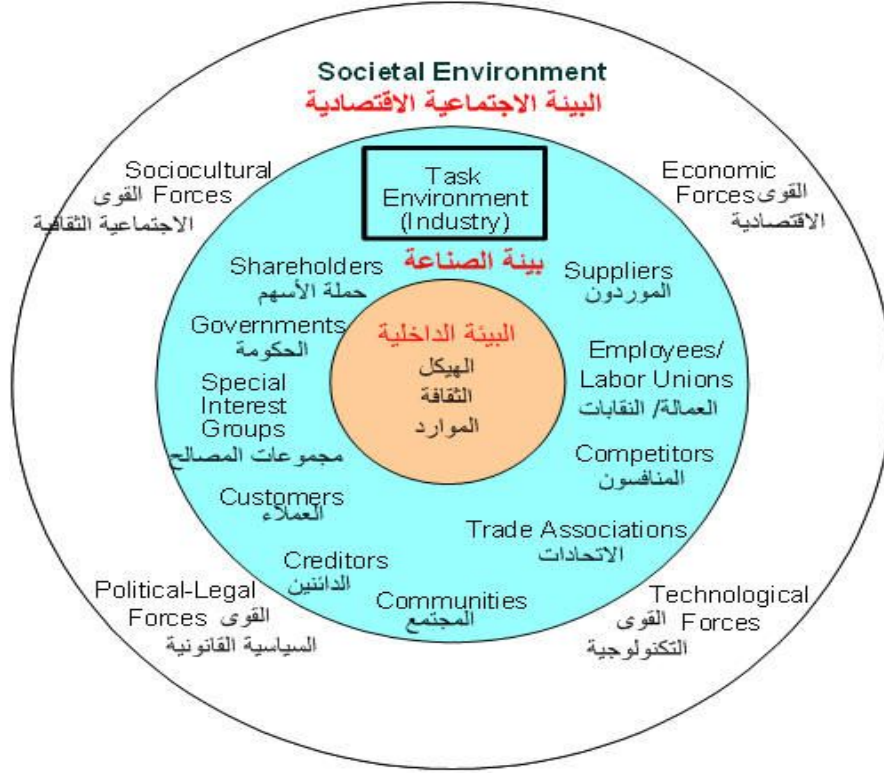 Societal Environment
البيئة الاجتماعية الاقتصادية
Sociocultural
Forces القوى
الاجتماعية الثقافية
Economic
Forces القوى
الاقتصادية
Task
Environment
(Industry)
بيئة الصناعة
Shareholders
حملة الأسهم
Suppliers
الموردون
Governments
الحكومة
البيئة الداخلية
الهيكل
الثقافة
الموارد
Employees/
Labor Unions
العمالة/ النقابات
Special
Interest
Groups
مجموعات المصالح
Competitors
المنافسون
Customers
العملاء
Trade Associations
الاتحادات
Creditors
الدائنين
Communities
المجتمع
Political-Legal
Forces القوى
السياسية القانونية
Technological
Forces القوى
التكنولوجية